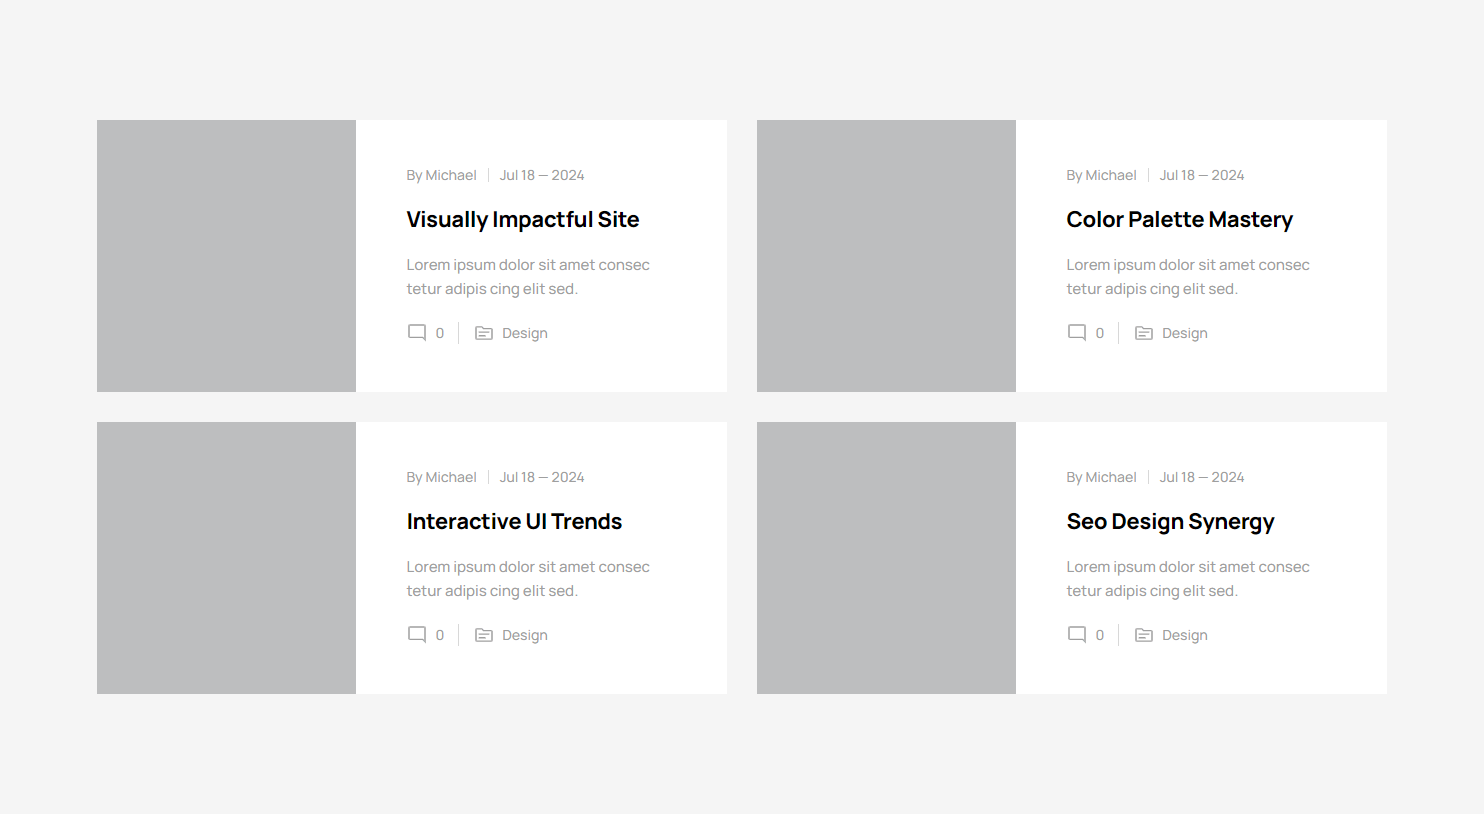 By Michael | Jul 18 — 2024
Visually Impactful Site
Lorem ipsum dolor sit amet consec
tetur adipis cing elit sed.
0 | Design
By Michael | Jul 18 — 2024
Color Palette Mastery
Lorem ipsum dolor sit amet consec
tetur adipis cing elit sed.
0 | Design
By Michael | Jul 18 — 2024
Interactive UI Trends
Lorem ipsum dolor sit amet consec
tetur adipis cing elit sed.
0 | Design
By Michael | Jul 18 — 2024
Seo Design Synergy
Lorem ipsum dolor sit amet consec
tetur adipis cing elit sed.
0 | Design